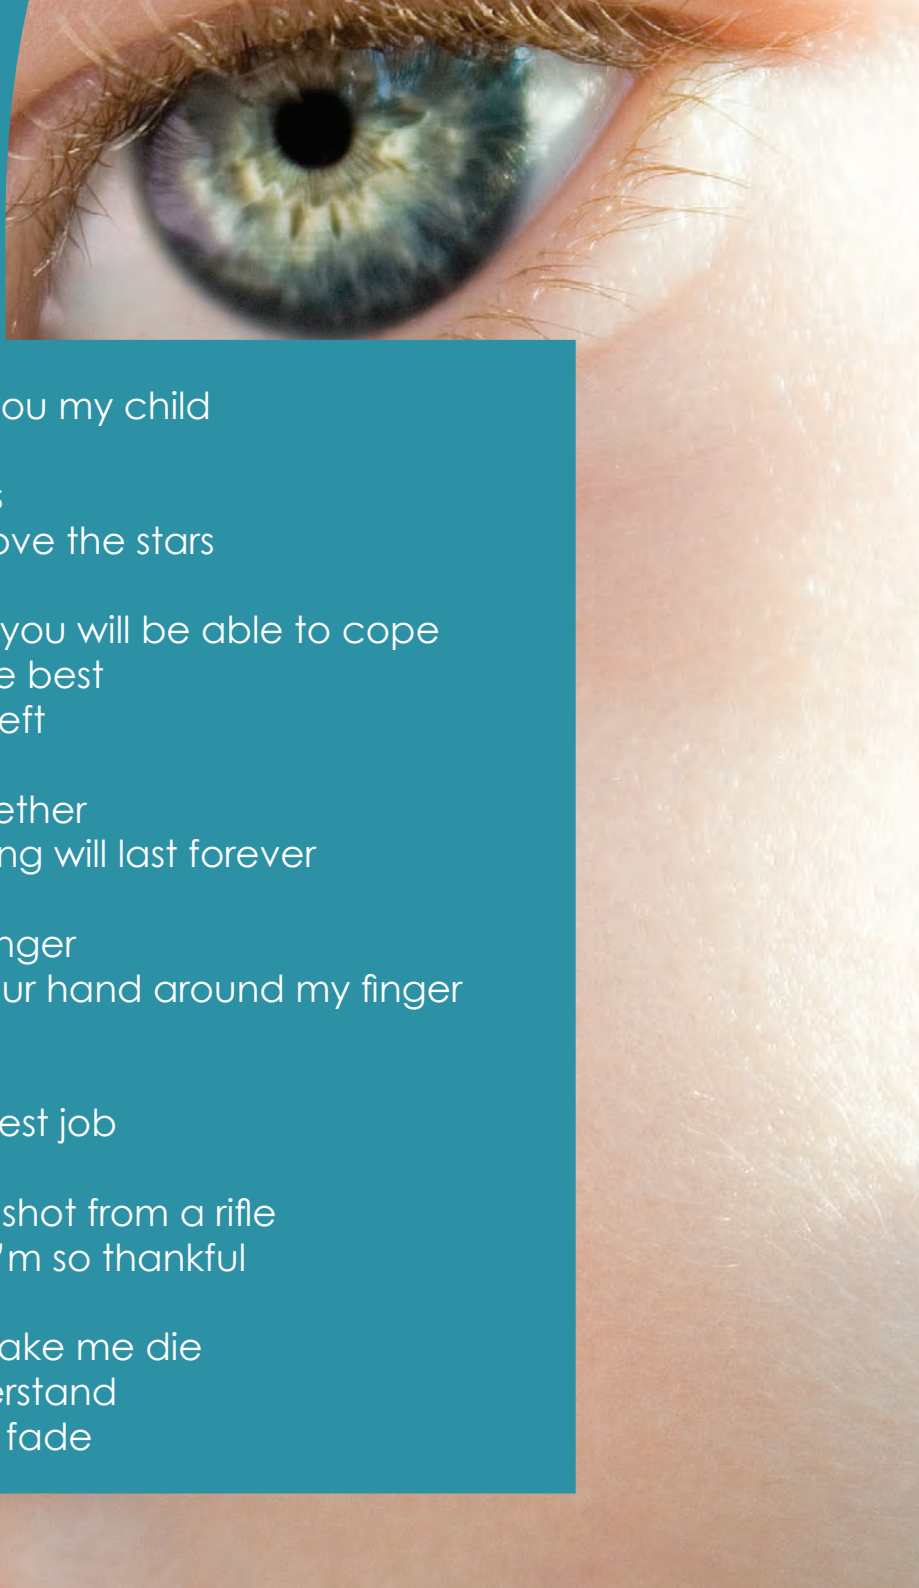 ou my child
s
ove the stars
you will be able to cope
e best
eft
ether
ng will last forever
nger
ur hand around my finger
est job
shot from a rifle
'm so thankful
ake me die
erstand
fade